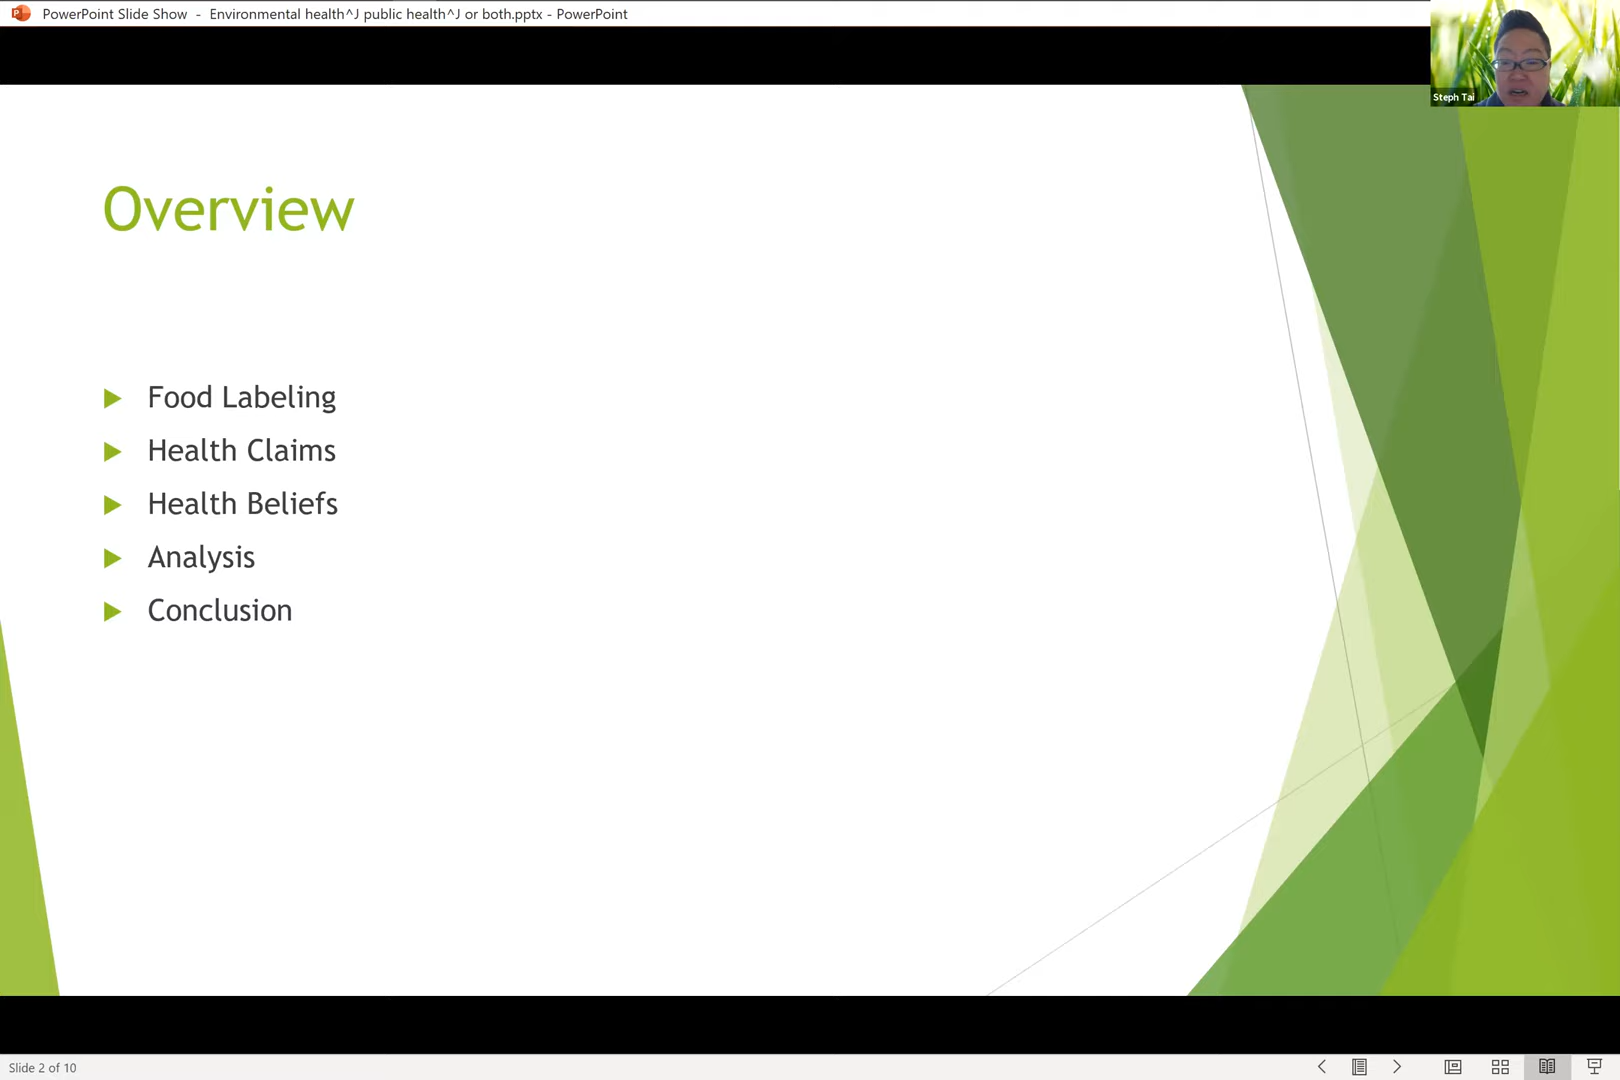 PowerPoint Slide Show - Environmental health^J public health^J or both.pptx - PowerPoint
Steph Tai
Overview
Food Labeling
Health Claims
Health Beliefs
Analysis
Conclusion
Slide 2 of 10